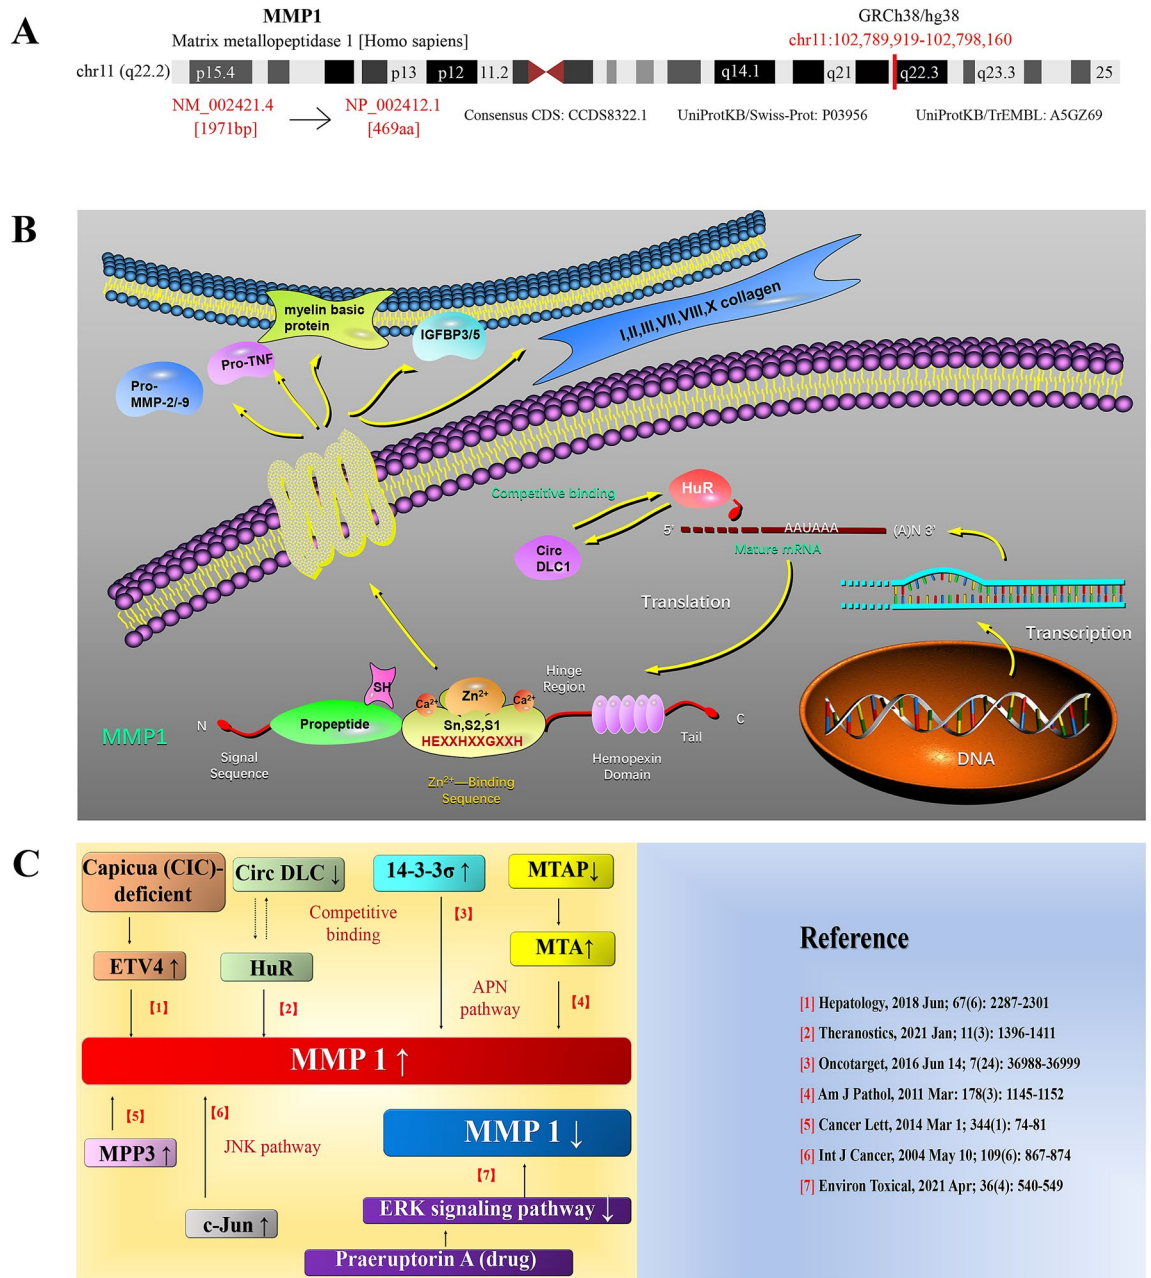 A
MMP1
Matrix metallopeptidase 1 [Homo sapiens]
GRCh38/hg38
chr11:102,789,919-102,798,160
chr11 (q22.2)
p15.4
p13
p12
11.2
q14.1
q21
q22.3
q23.3
25
NM_002421.4
[1971bp]
NP_002412.1
[469aa]
Consensus CDS: CCDS8322.1
UniProtKB/Swiss-Prot: P03956
UniProtKB/TrEMBL: A5GZ69
B
myelin basic
protein
IGFBP3/5
I,II,III,VII,VIII,X collagen
Pro-TNF
Pro-
MMP-2/-9
Competitive binding
HuR
Circ
DLC1
5'
AAUAAA
(A)N 3'
Mature mRNA
Translation
Transcription
DNA
MMP1
N
Signal
Sequence
Propeptide
SH
Ca²⁺
Zn²⁺
Ca²⁺
Sn,S2,S1
HEXXHXXGXXH
Zn²⁺—Binding
Sequence
Hinge
Region
Hemopexin
Domain
Tail
C
C
Capicua (CIC)-
deficient
Circ DLC ↓
14-3-3σ ↑
MTAP↓
Competitive
binding
[3]
ETV4 ↑
HuR
MTA↑
APN
pathway
[1]
[2]
[4]
MMP 1 ↑
[5]
[6]
MPP3 ↑
JNK pathway
MMP 1 ↓
[7]
c-Jun ↑
ERK signaling pathway ↓
Praeruptorin A (drug)
Reference
[1] Hepatology, 2018 Jun; 67(6): 2287-2301
[2] Theranostics, 2021 Jan; 11(3): 1396-1411
[3] Oncotarget, 2016 Jun 14; 7(24): 36988-36999
[4] Am J Pathol, 2011 Mar: 178(3): 1145-1152
[5] Cancer Lett, 2014 Mar 1; 344(1): 74-81
[6] Int J Cancer, 2004 May 10; 109(6): 867-874
[7] Environ Toxical, 2021 Apr; 36(4): 540-549